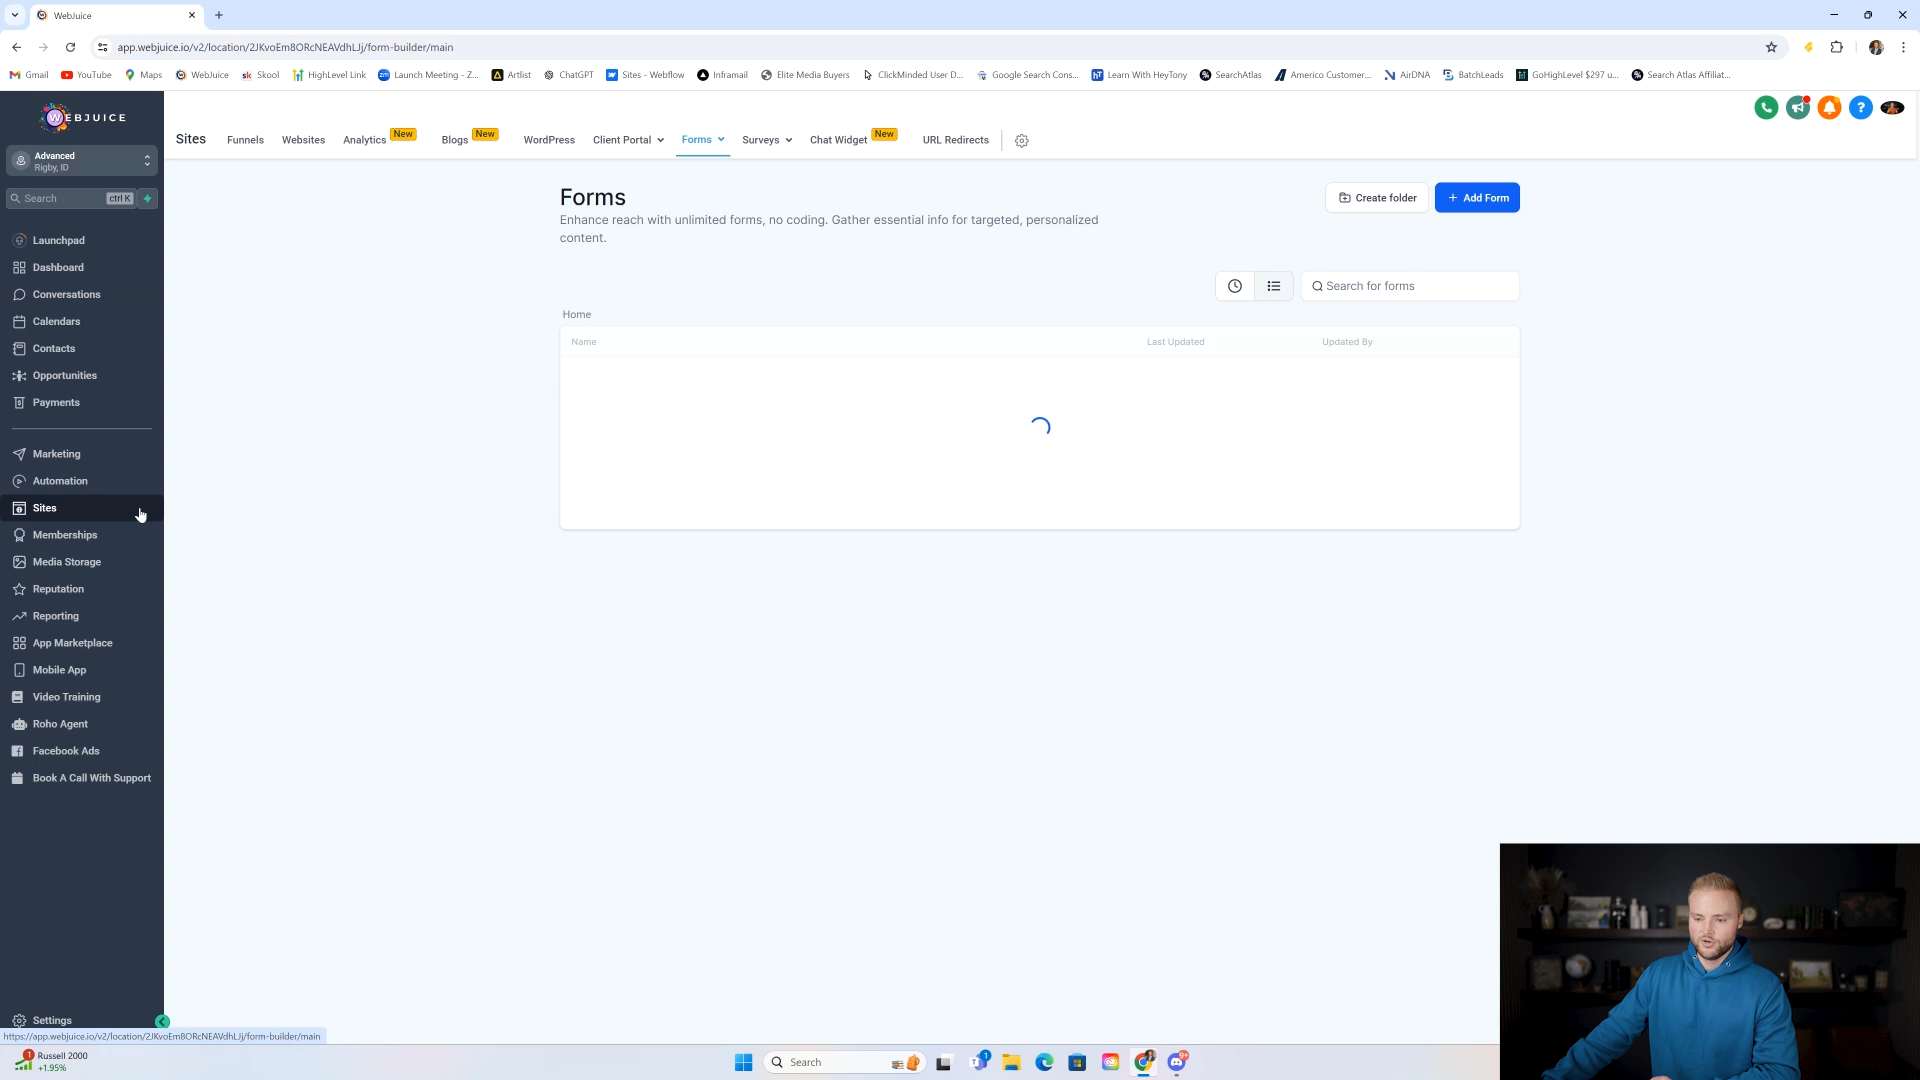 WebJuice
app.webjuice.io/v2/location/2JKvoEm8ORcNEAVdhLJj/form-builder/main
Gmail
YouTube
Maps
WebJuice
Skool
HighLevel Link
Launch Meeting - Z...
Artlist
ChatGPT
Sites - Webflow
Inframail
Elite Media Buyers
ClickMinded User D...
Google Search Cons...
Learn With HeyTony
SearchAtlas
Americo Customer...
AirDNA
BatchLeads
GoHighLevel $297 u...
Search Atlas Affiliat...
WEBJUICE
Advanced
Rigby, ID
Search
ctrl K
Launchpad
Dashboard
Conversations
Calendars
Contacts
Opportunities
Payments
Marketing
Automation
Sites
Memberships
Media Storage
Reputation
Reporting
App Marketplace
Mobile App
Video Training
Roho Agent
Facebook Ads
Book A Call With Support
Settings
Sites
Funnels
Websites
Analytics New
Blogs New
WordPress
Client Portal
Forms
Surveys
Chat Widget New
URL Redirects
Forms
Enhance reach with unlimited forms, no coding. Gather essential info for targeted, personalized
content.
Create folder
+ Add Form
Search for forms
Home
Name
Last Updated
Updated By
https://app.webjuice.io/v2/location/2JKvoEm8ORcNEAVdhLJj/form-builder/main
1
Russell 2000
+1.95%
Search
1
9+